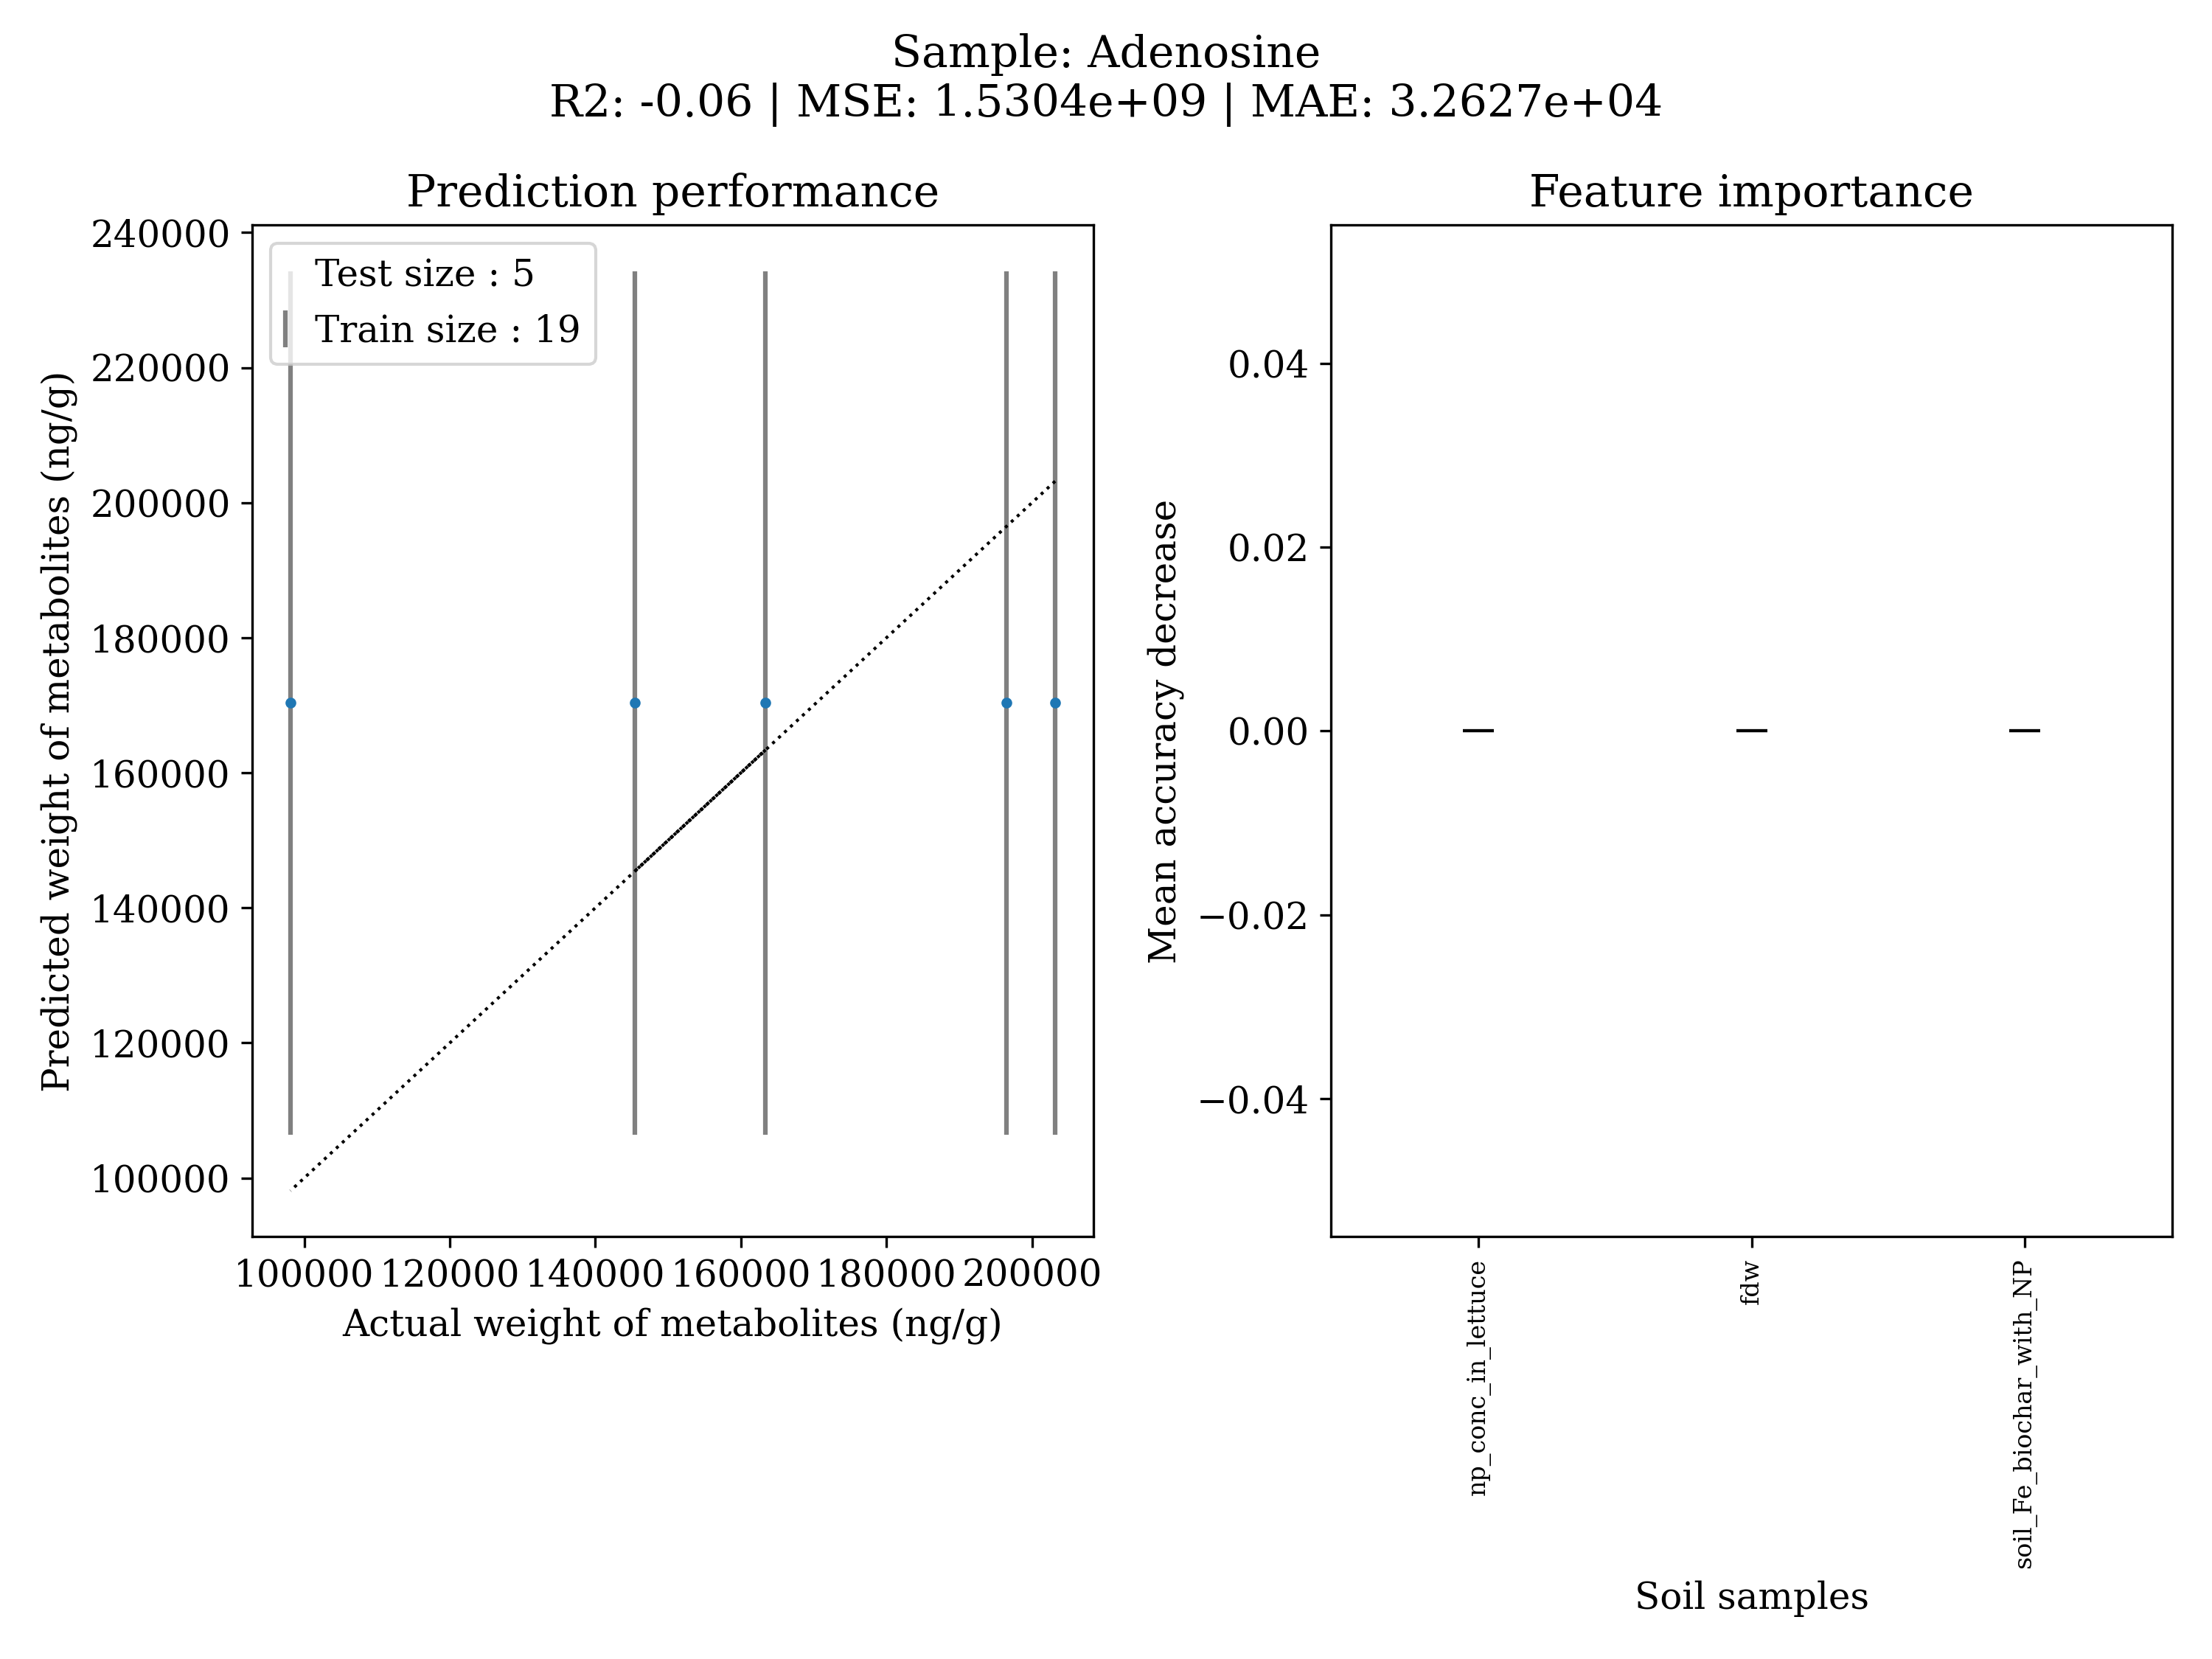 Sample: Adenosine
R2: -0.06 | MSE: 1.5304e+09 | MAE: 3.2627e+04
Prediction performance
240000
220000
200000
180000
160000
140000
120000
100000
Predicted weight of metabolites (ng/g)
Test size : 5
Train size : 19
100000 120000 140000 160000 180000 200000
Actual weight of metabolites (ng/g)
Feature importance
0.04
0.02
0.00
−0.02
−0.04
Mean accuracy decrease
np_conc_in_lettuce
fdw
soil_Fe_biochar_with_NP
Soil samples